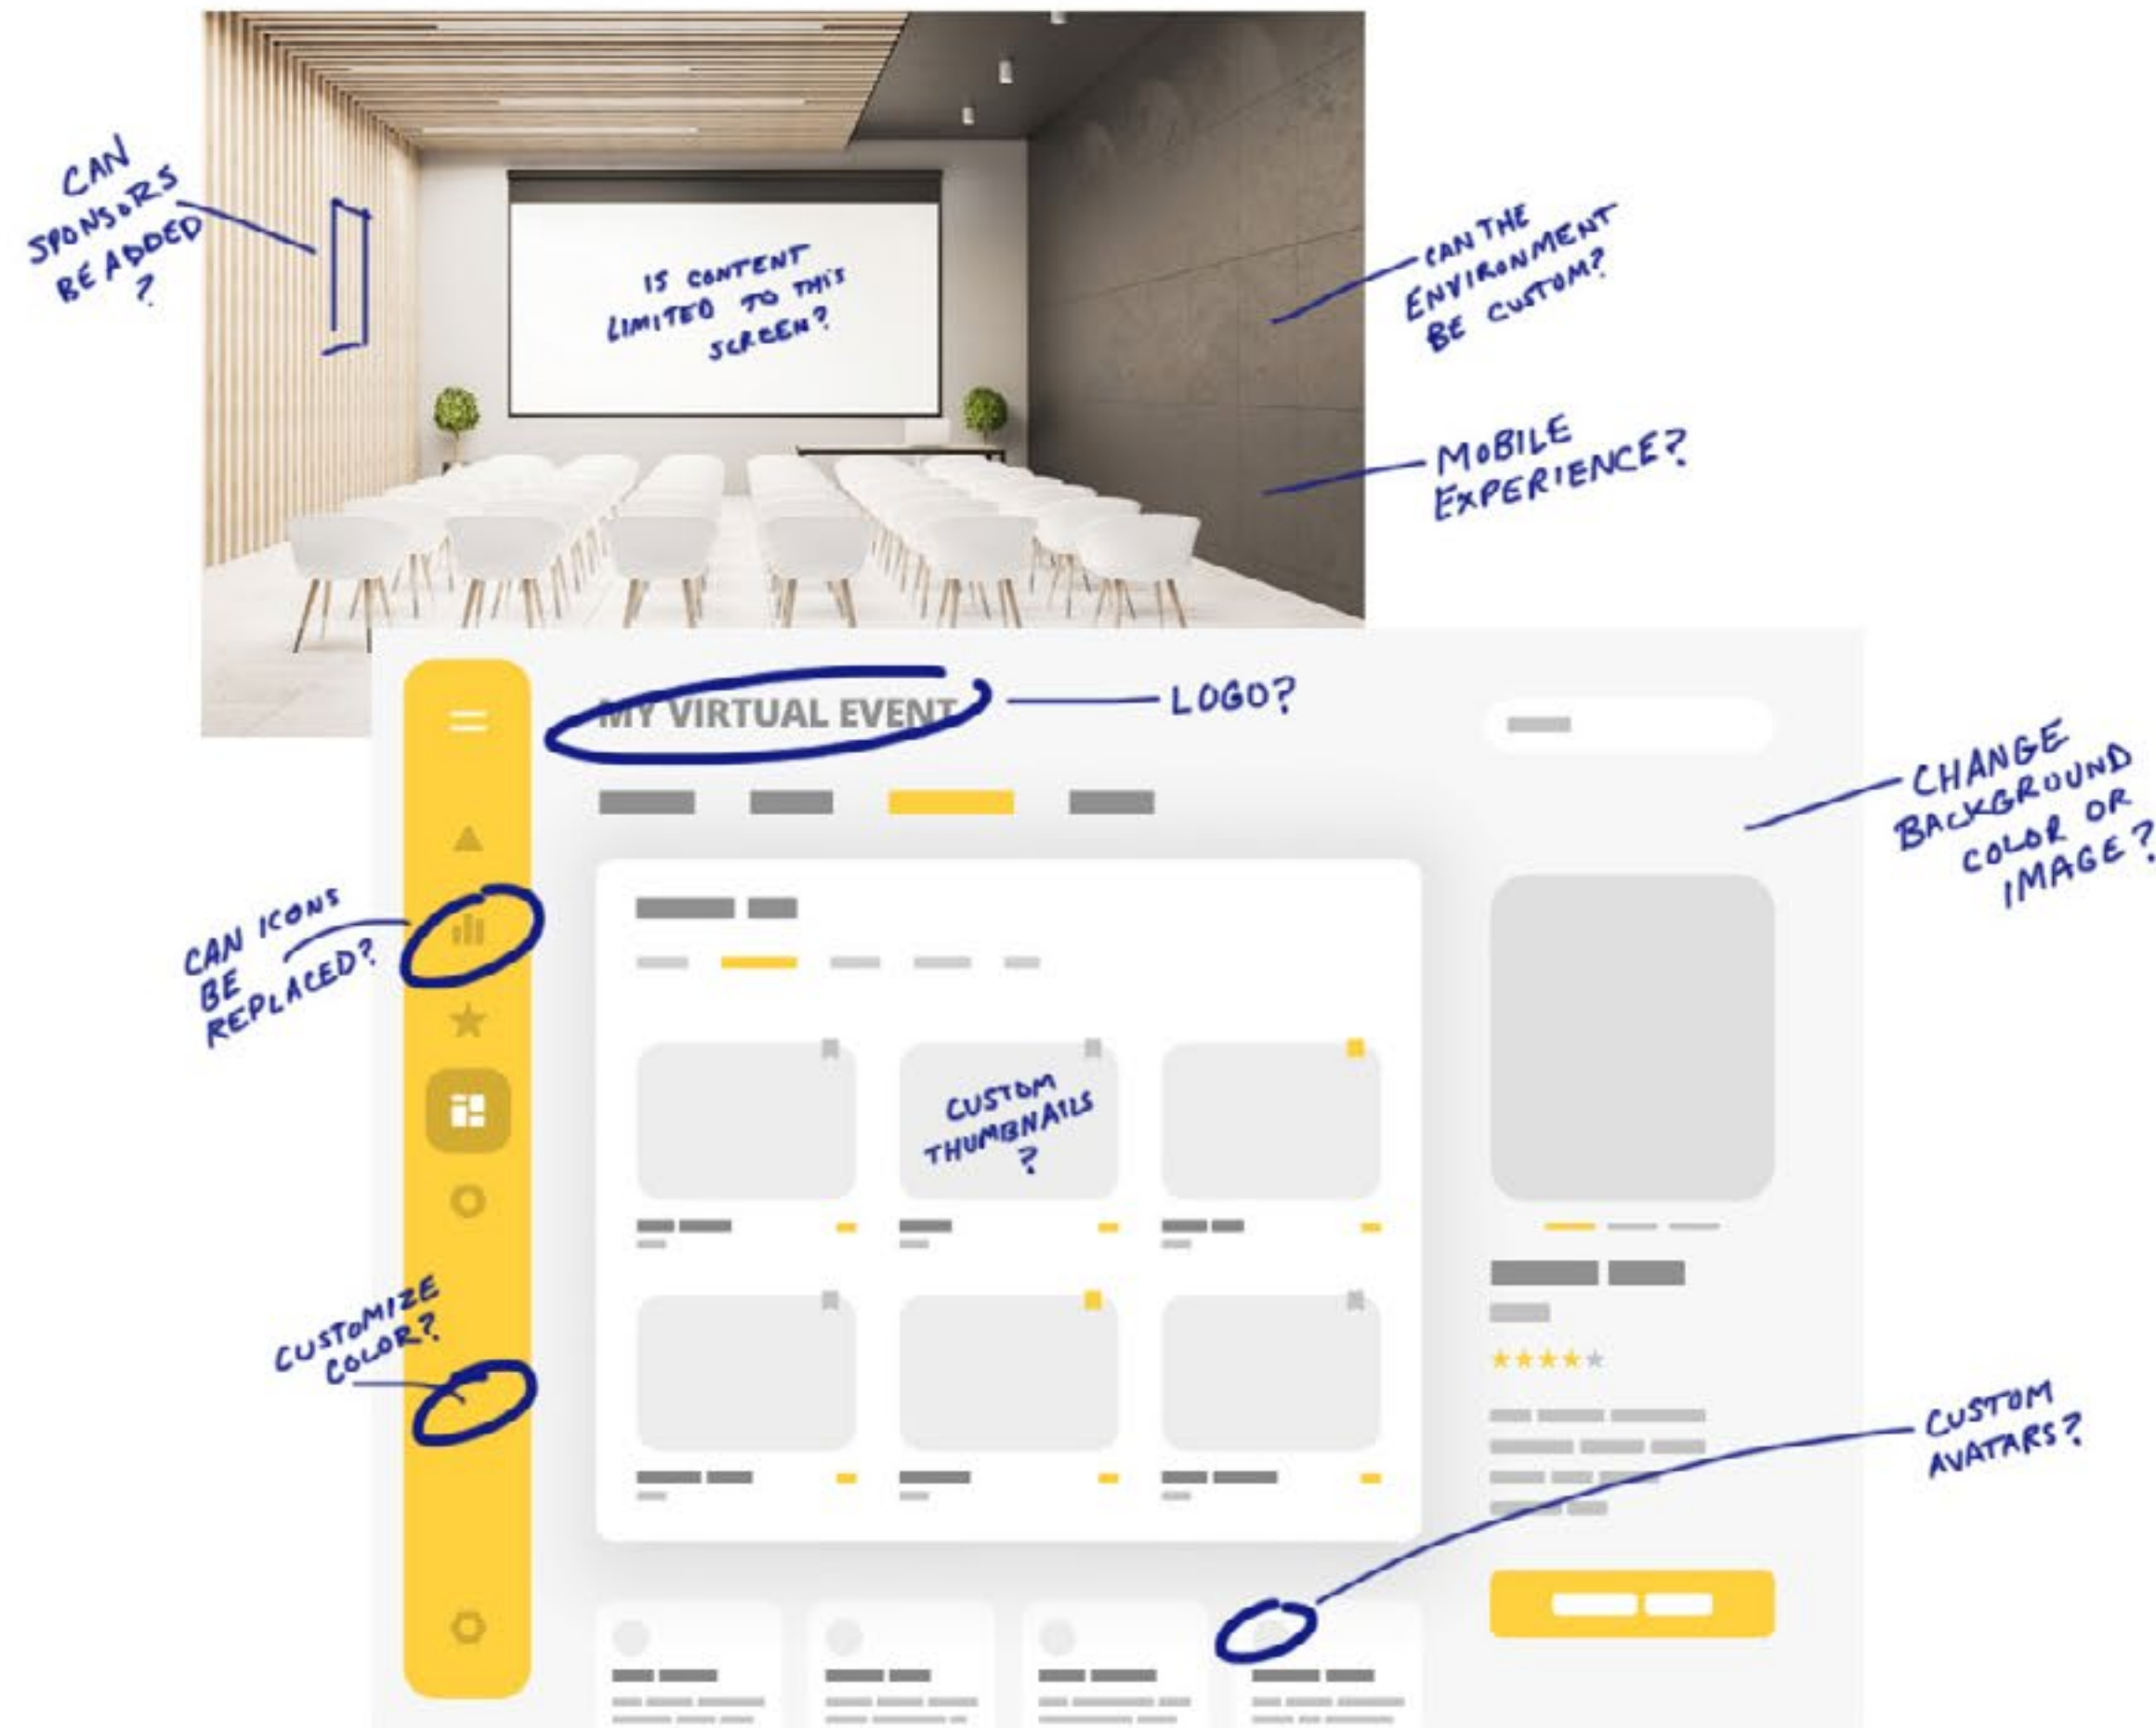 CAN
SPONSORS
BE ADDED
?
IS CONTENT
LIMITED TO THIS
SCREEN?
CAN THE
ENVIRONMENT
BE CUSTOM?
MOBILE
EXPERIENCE?
MY VIRTUAL EVENT
LOGO?
CHANGE
BACKGROUND
COLOR OR
IMAGE?
CAN ICONS
BE
REPLACED?
CUSTOM
THUMBNAILS
?
CUSTOMIZE
COLOR?
CUSTOM
AVATARS?